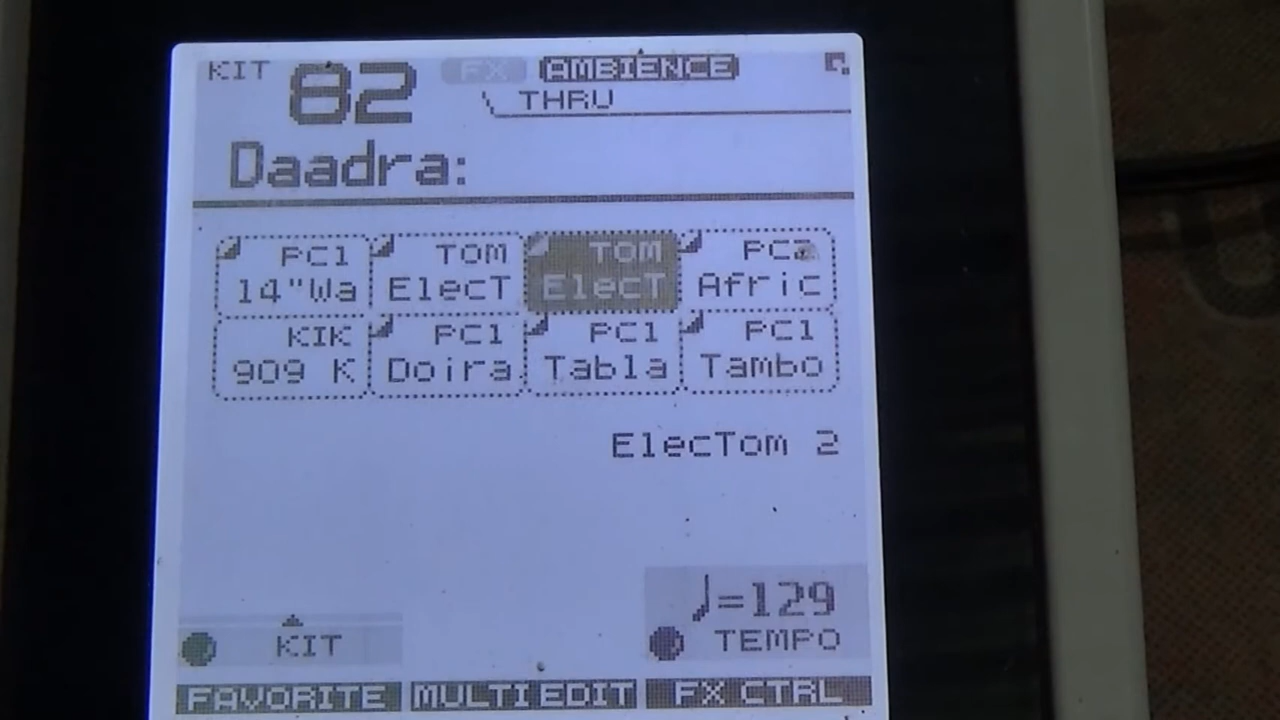 KIT 82 FX AMBIENCE
THRU
Daadra:
PC1 TOM TOM PC2
14"Wa ElecT ElecT Afric
KIK PC1 PC1 PC1
909 K Doira Tabla Tambo
ElecTom 2
♩=129
KIT TEMPO
FAVORITE MULTI EDIT FX CTRL